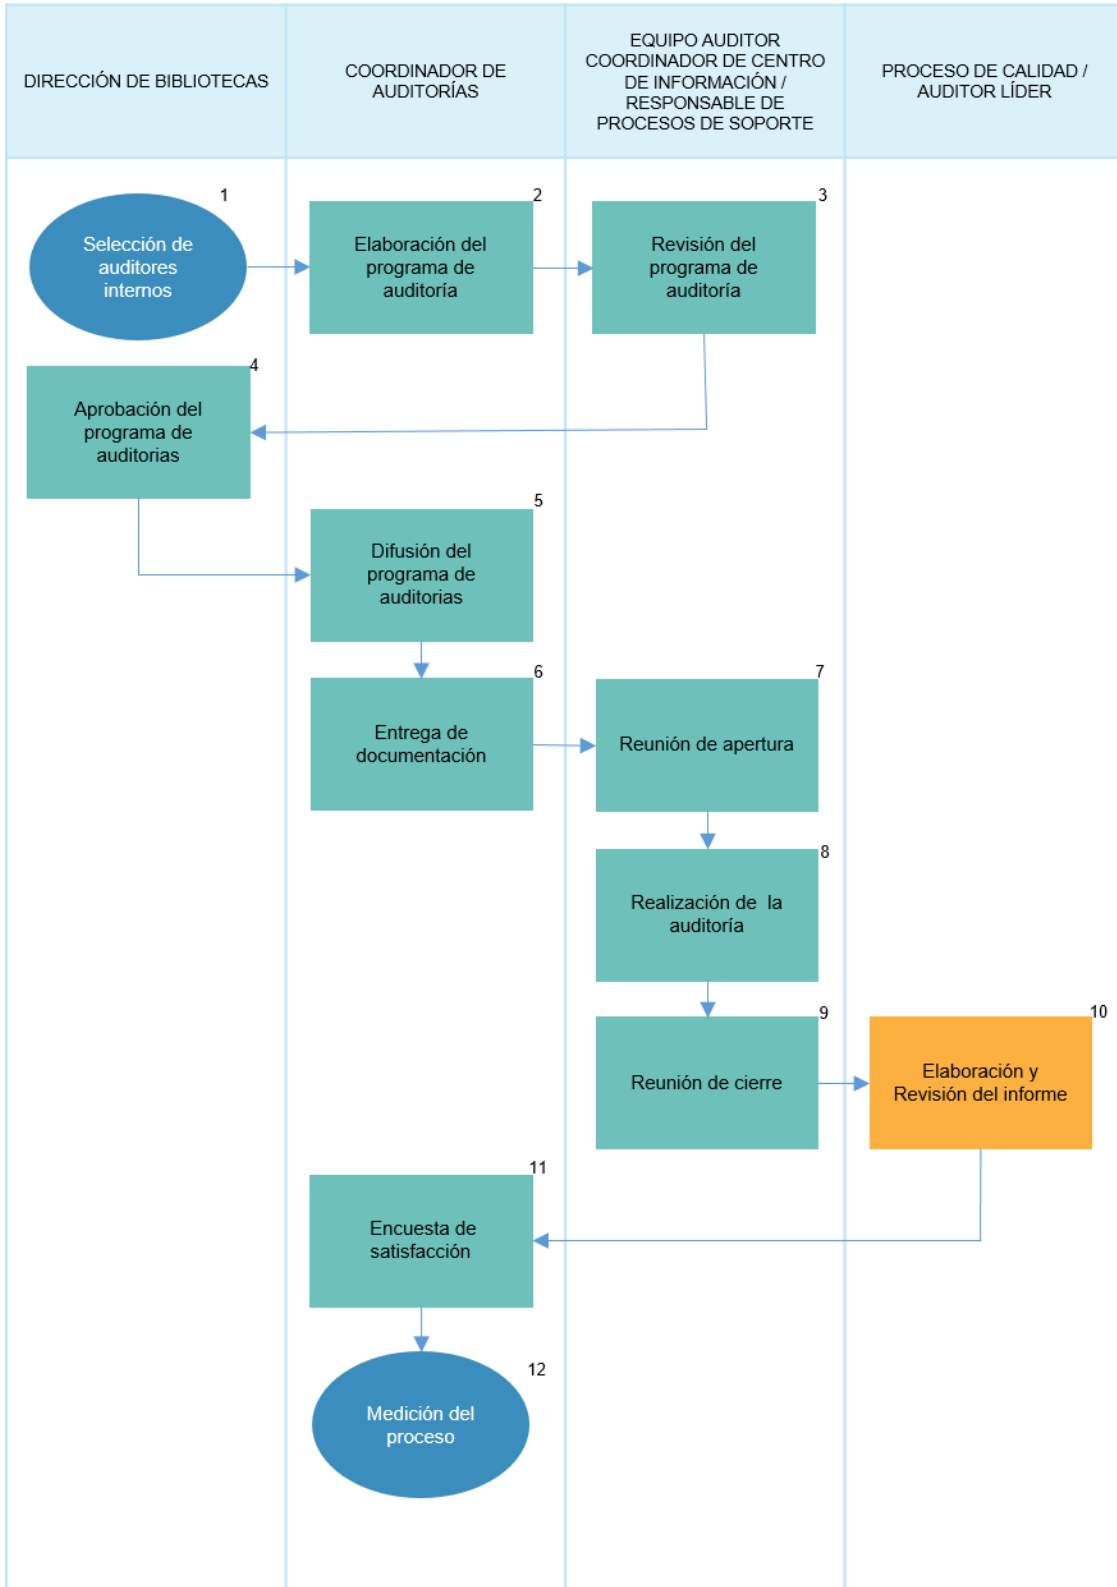 DIRECCIÓN DE BIBLIOTECAS
COORDINADOR DE
AUDITORÍAS
EQUIPO AUDITOR
COORDINADOR DE CENTRO
DE INFORMACIÓN /
RESPONSABLE DE
PROCESOS DE SOPORTE
PROCESO DE CALIDAD /
AUDITOR LÍDER
1
Selección de
auditores
internos
2
Elaboración del
programa de
auditoría
3
Revisión del
programa de
auditoría
4
Aprobación del
programa de
auditorias
5
Difusión del
programa de
auditorias
6
Entrega de
documentación
7
Reunión de apertura
8
Realización de  la
auditoría
9
Reunión de cierre
10
Elaboración y
Revisión del informe
11
Encuesta de
satisfacción
12
Medición del
proceso